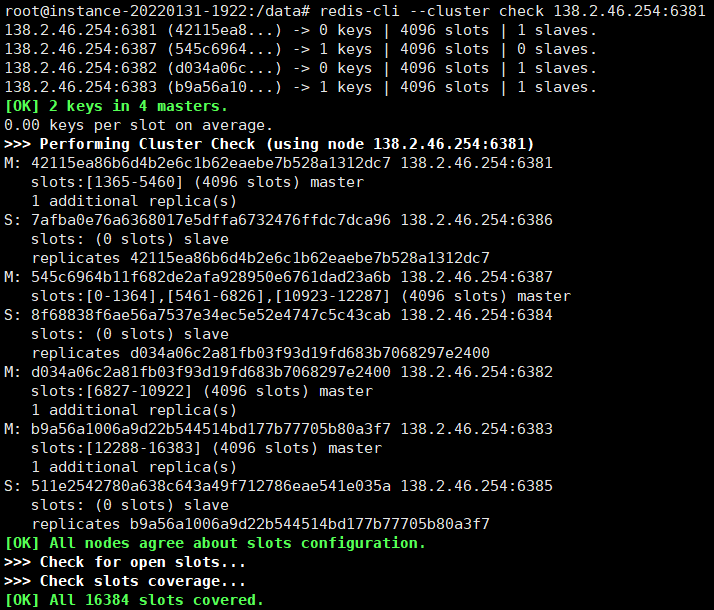 root@instance-20220131-1922:/data# redis-cli --cluster check 138.2.46.254:6381
138.2.46.254:6381 (42115ea8...) -> 0 keys | 4096 slots | 1 slaves.
138.2.46.254:6387 (545c6964...) -> 1 keys | 4096 slots | 0 slaves.
138.2.46.254:6382 (d034a06c...) -> 0 keys | 4096 slots | 1 slaves.
138.2.46.254:6383 (b9a56a10...) -> 1 keys | 4096 slots | 1 slaves.
[OK] 2 keys in 4 masters.
0.00 keys per slot on average.
>>> Performing Cluster Check (using node 138.2.46.254:6381)
M: 42115ea86b6d4b2e6c1b62eaebe7b528a1312dc7 138.2.46.254:6381
   slots:[1365-5460] (4096 slots) master
   1 additional replica(s)
S: 7afba0e76a6368017e5dffa6732476ffdc7dca96 138.2.46.254:6386
   slots: (0 slots) slave
   replicates 42115ea86b6d4b2e6c1b62eaebe7b528a1312dc7
M: 545c6964b11f682de2afa928950e6761dad23a6b 138.2.46.254:6387
   slots:[0-1364],[5461-6826],[10923-12287] (4096 slots) master
S: 8f68838f6ae56a7537e34ec5e52e4747c5c43cab 138.2.46.254:6384
   slots: (0 slots) slave
   replicates d034a06c2a81fb03f93d19fd683b7068297e2400
M: d034a06c2a81fb03f93d19fd683b7068297e2400 138.2.46.254:6382
   slots:[6827-10922] (4096 slots) master
   1 additional replica(s)
M: b9a56a1006a9d22b544514bd177b77705b80a3f7 138.2.46.254:6383
   slots:[12288-16383] (4096 slots) master
   1 additional replica(s)
S: 511e2542780a638c643a49f712786eae541e035a 138.2.46.254:6385
   slots: (0 slots) slave
   replicates b9a56a1006a9d22b544514bd177b77705b80a3f7
[OK] All nodes agree about slots configuration.
>>> Check for open slots...
>>> Check slots coverage...
[OK] All 16384 slots covered.